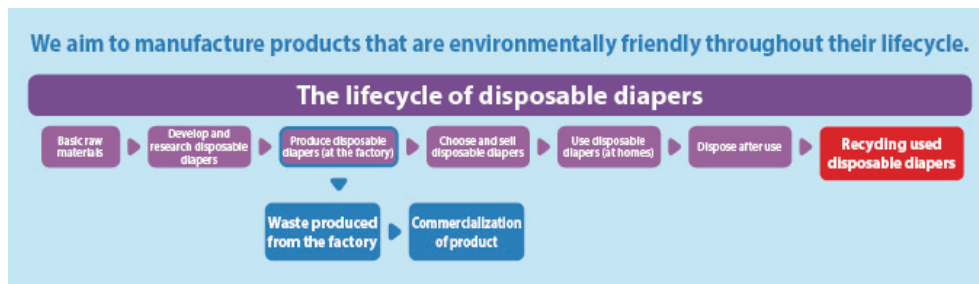 We aim to manufacture products that are environmentally friendly throughout their lifecycle.
The lifecycle of disposable diapers
Basic raw
materials
Develop and
research disposable
diapers
Produce disposable
diapers (at the factory)
Choose and sell
disposable diapers
Use disposable
diapers (at homes)
Dispose after use
Recyding used
disposable diapers
Waste produced
from the factory
Commercialization
of product